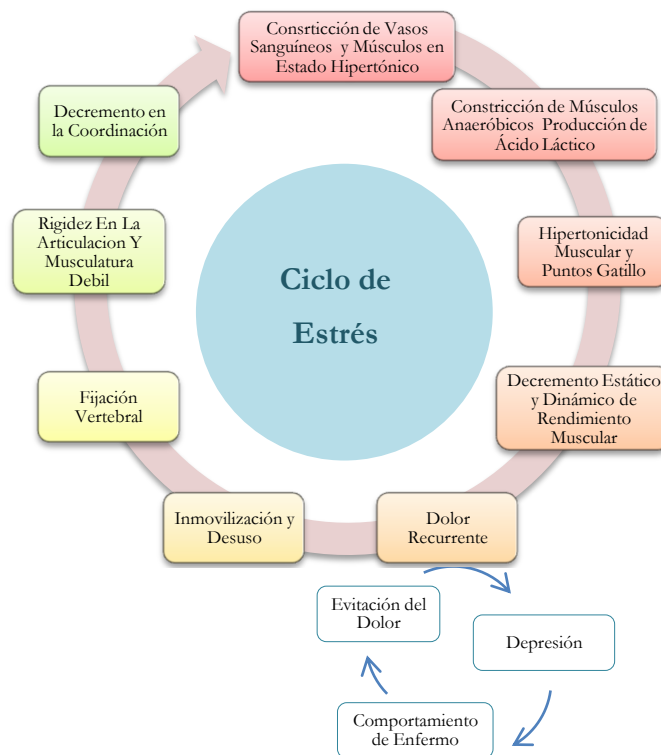 Consrticción de Vasos
Sanguíneos y Músculos en
Estado Hipertónico
Constricción de Músculos
Anaeróbicos Producción de
Ácido Láctico
Hipertonicidad
Muscular y
Puntos Gatillo
Decremento Estático
y Dinámico de
Rendimiento
Muscular
Dolor
Recurrente
Inmovilización y
Desuso
Fijación
Vertebral
Rigidez En La
Articulacion Y
Musculatura
Debil
Decremento en
la Coordinación
Ciclo de
Estrés
Evitación del
Dolor
Depresión
Comportamiento
de Enfermo